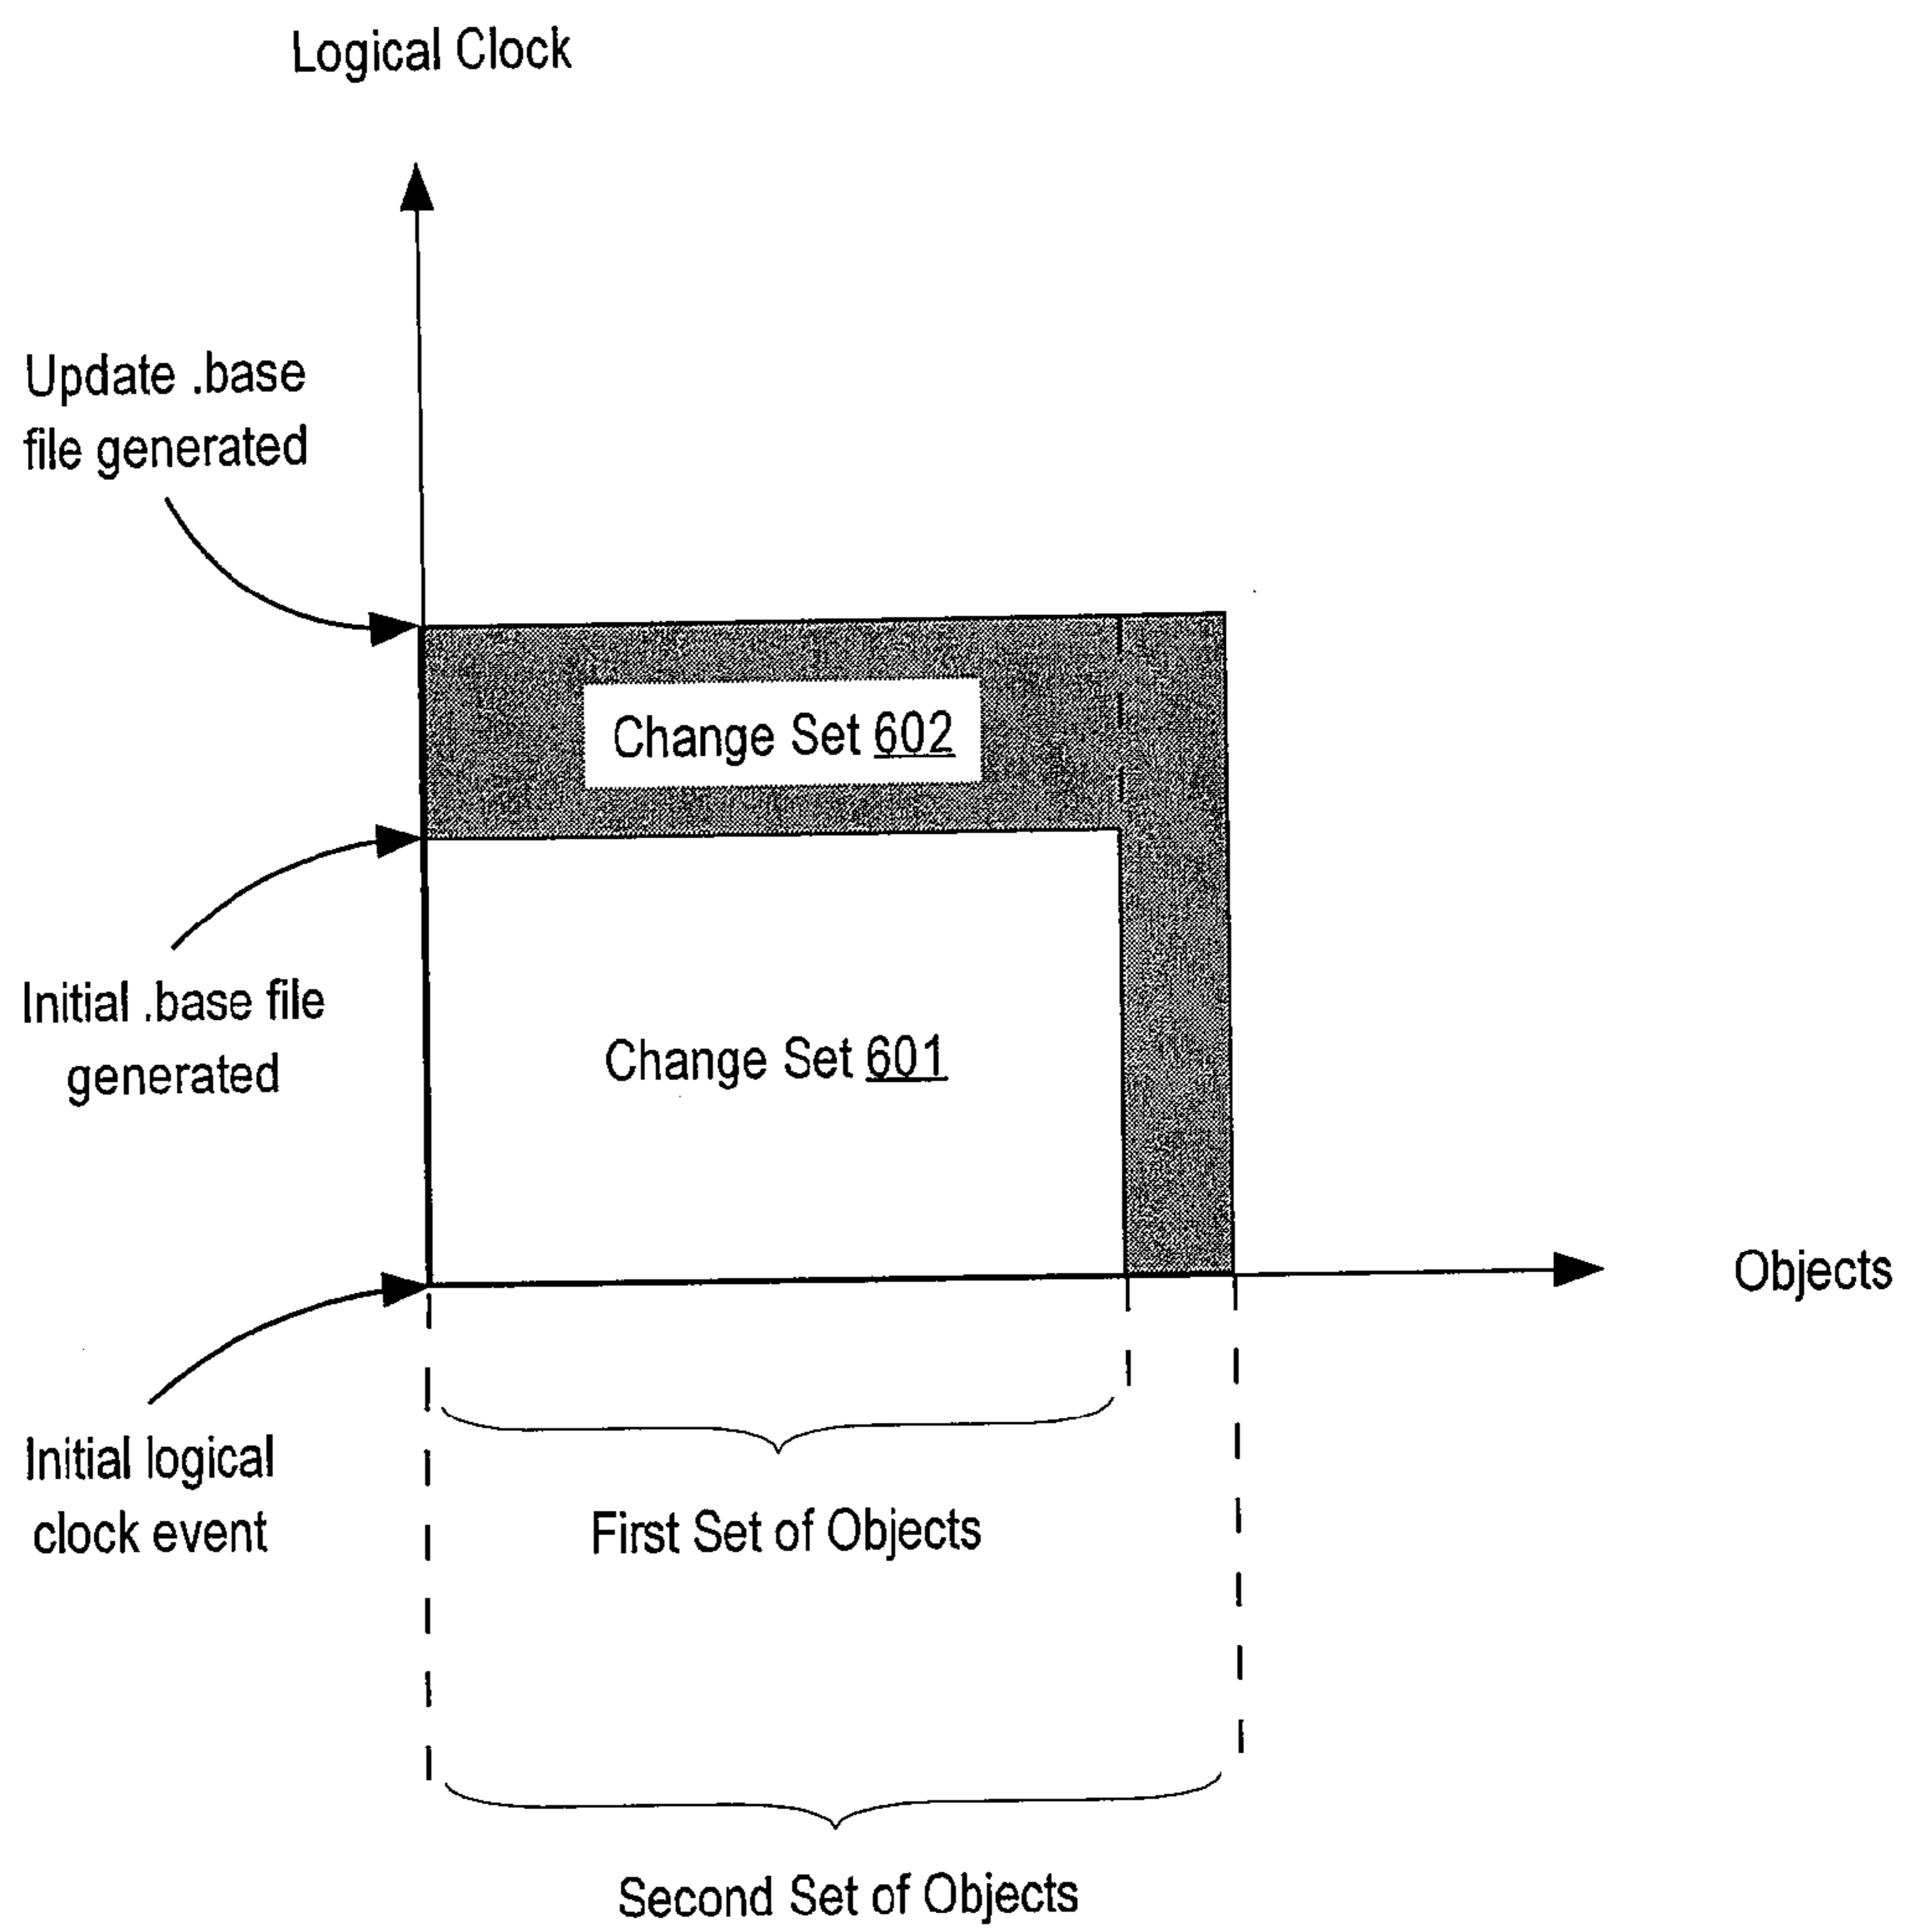 Logical Clock
Update .base
file generated
Change Set 602
Initial .base file
generated
Change Set 601
Objects
Initial logical
clock event
First Set of Objects
Second Set of Objects